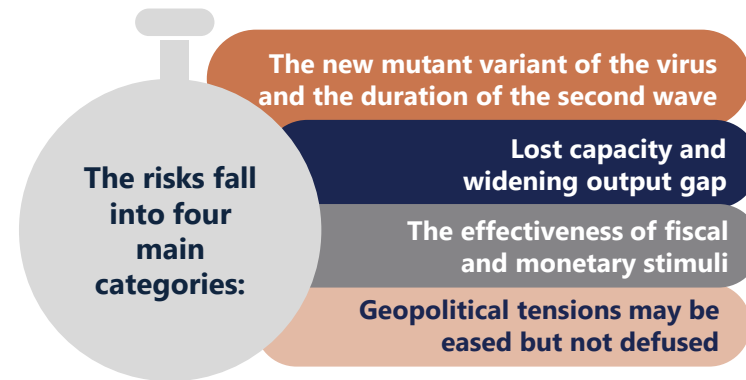 The risks fall
into four
main
categories:
The new mutant variant of the virus
and the duration of the second wave
Lost capacity and
widening output gap
The effectiveness of fiscal
and monetary stimuli
Geopolitical tensions may be
eased but not defused